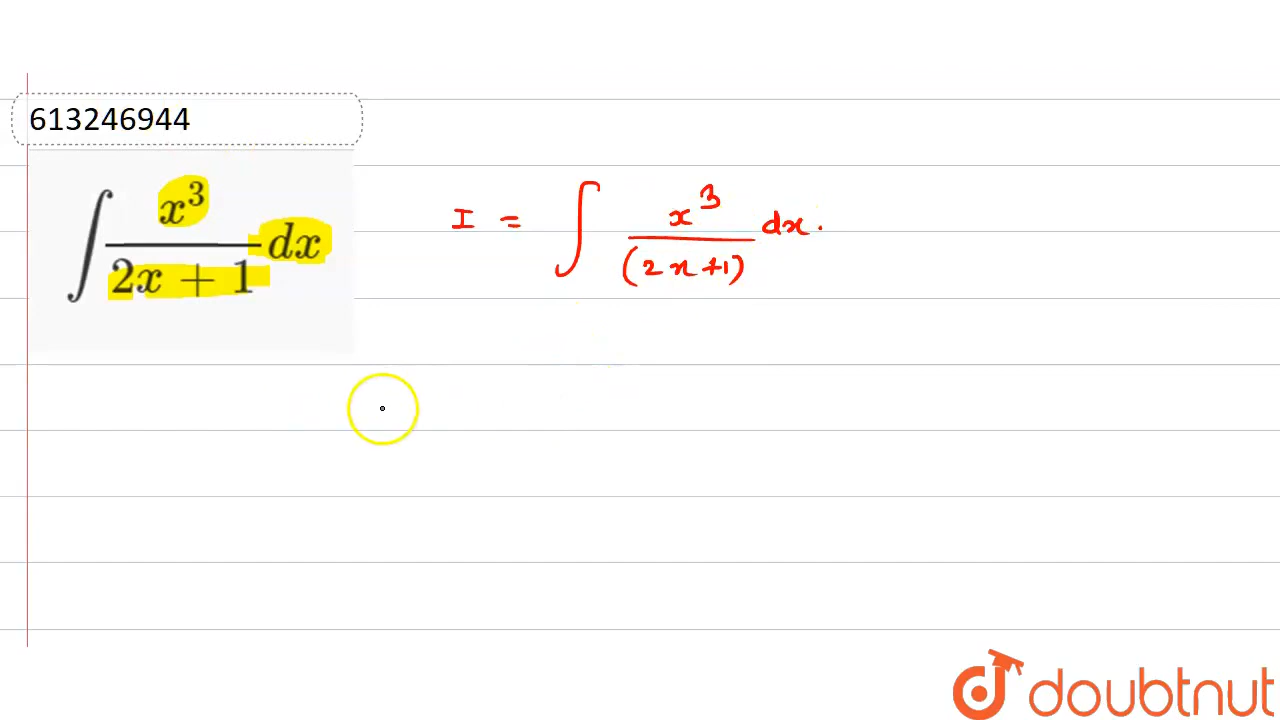 613246944
∫ x³/2x + 1 dx
I = ∫ x³/(2x+1) dx.
doubtnut